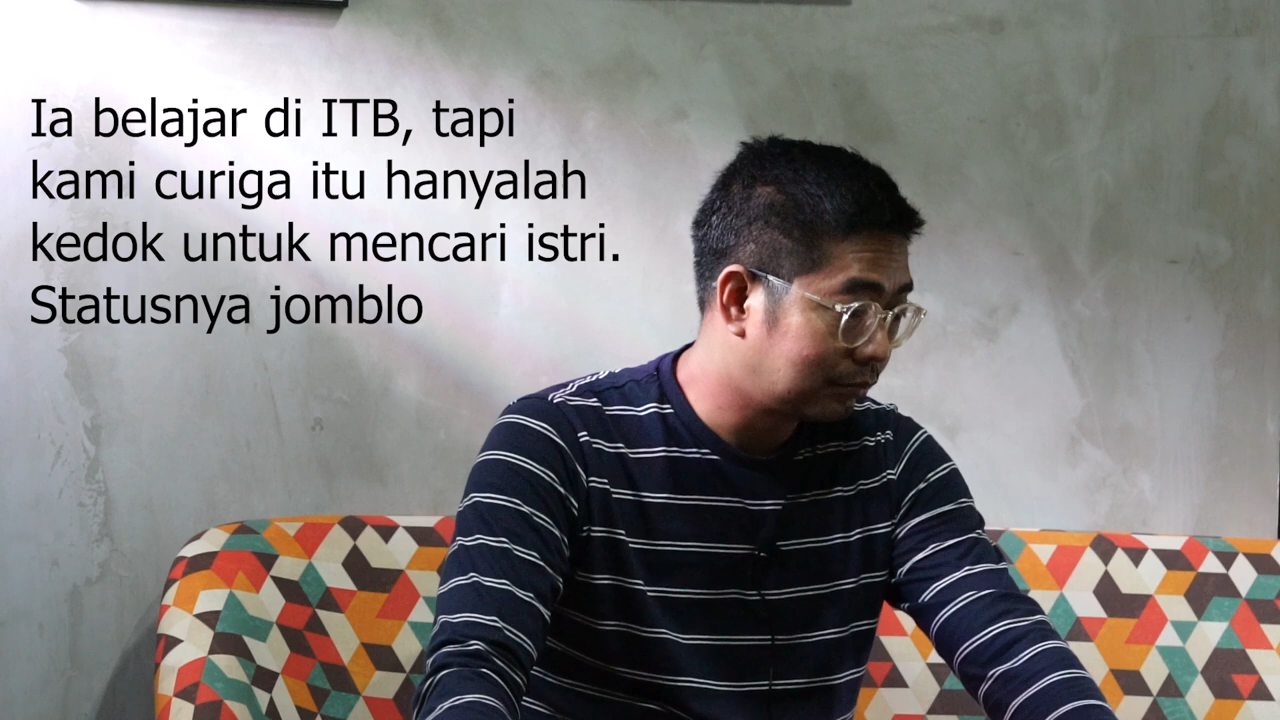 Ia belajar di ITB, tapi
kami curiga itu hanyalah
kedok untuk mencari istri.
Statusnya jomblo